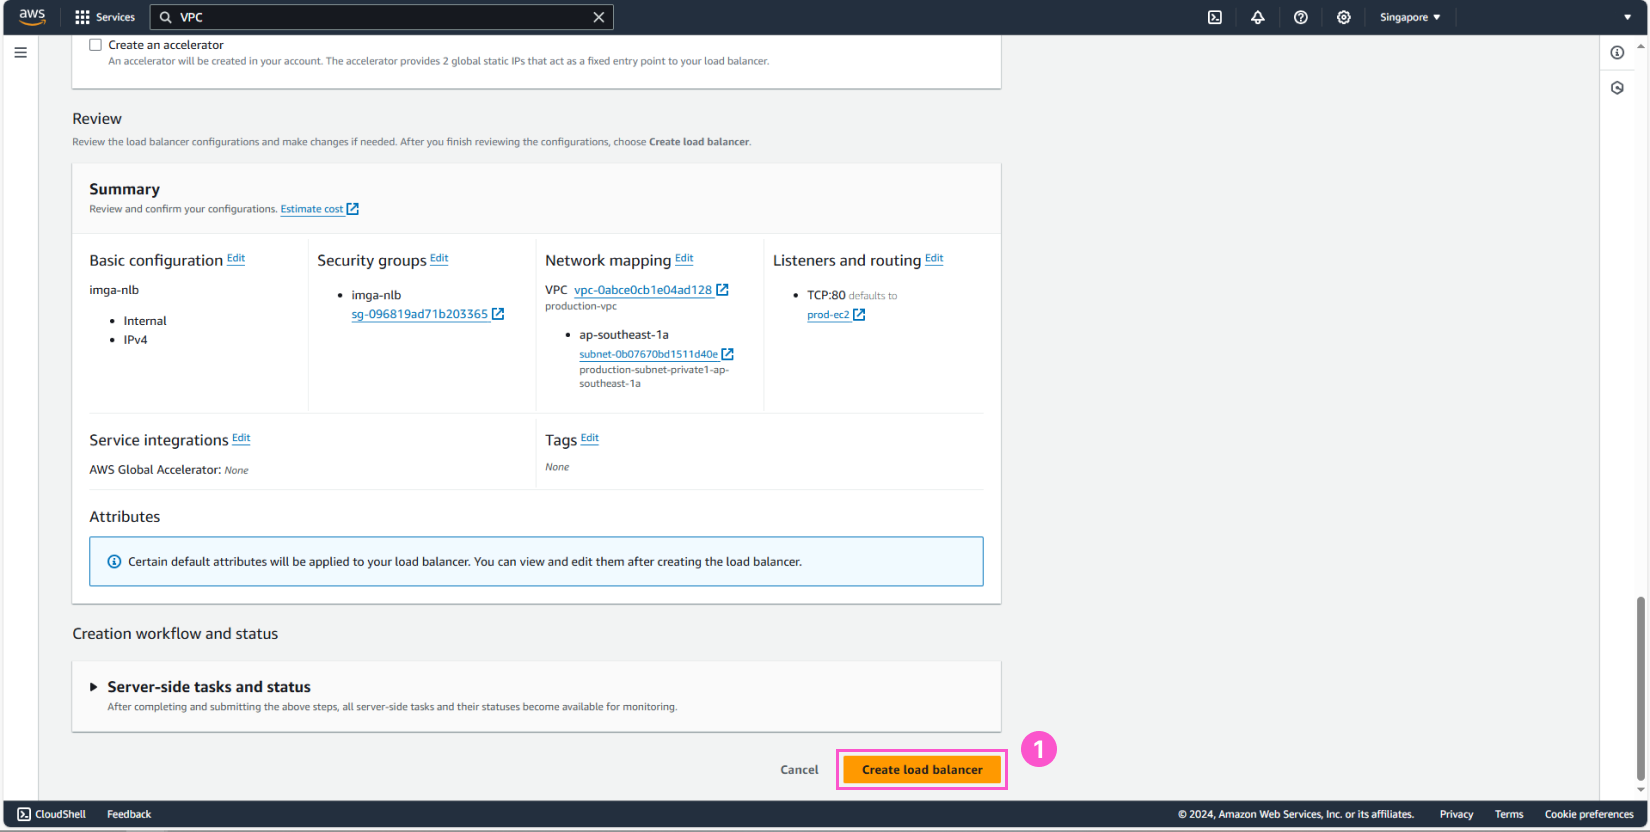 aws
Services
VPC
Singapore
Create an accelerator
An accelerator will be created in your account. The accelerator provides 2 global static IPs that act as a fixed entry point to your load balancer.
Review
Review the load balancer configurations and make changes if needed. After you finish reviewing the configurations, choose Create load balancer.
Summary
Review and confirm your configurations. Estimate cost
Basic configuration Edit
imga-nlb
Internal
IPv4
Security groups Edit
imga-nlb
sg-096819ad71b203365
Network mapping Edit
VPC vpc-0abce0cb1e04ad128
production-vpc
ap-southeast-1a
subnet-0b07670bd1511d40e
production-subnet-private1-ap-
southeast-1a
Listeners and routing Edit
TCP:80 defaults to
prod-ec2
Service integrations Edit
AWS Global Accelerator: None
Tags Edit
None
Attributes
Certain default attributes will be applied to your load balancer. You can view and edit them after creating the load balancer.
Creation workflow and status
Server-side tasks and status
After completing and submitting the above steps, all server-side tasks and their statuses become available for monitoring.
Cancel
Create load balancer
1
CloudShell
Feedback
© 2024, Amazon Web Services, Inc. or its affiliates.
Privacy
Terms
Cookie preferences